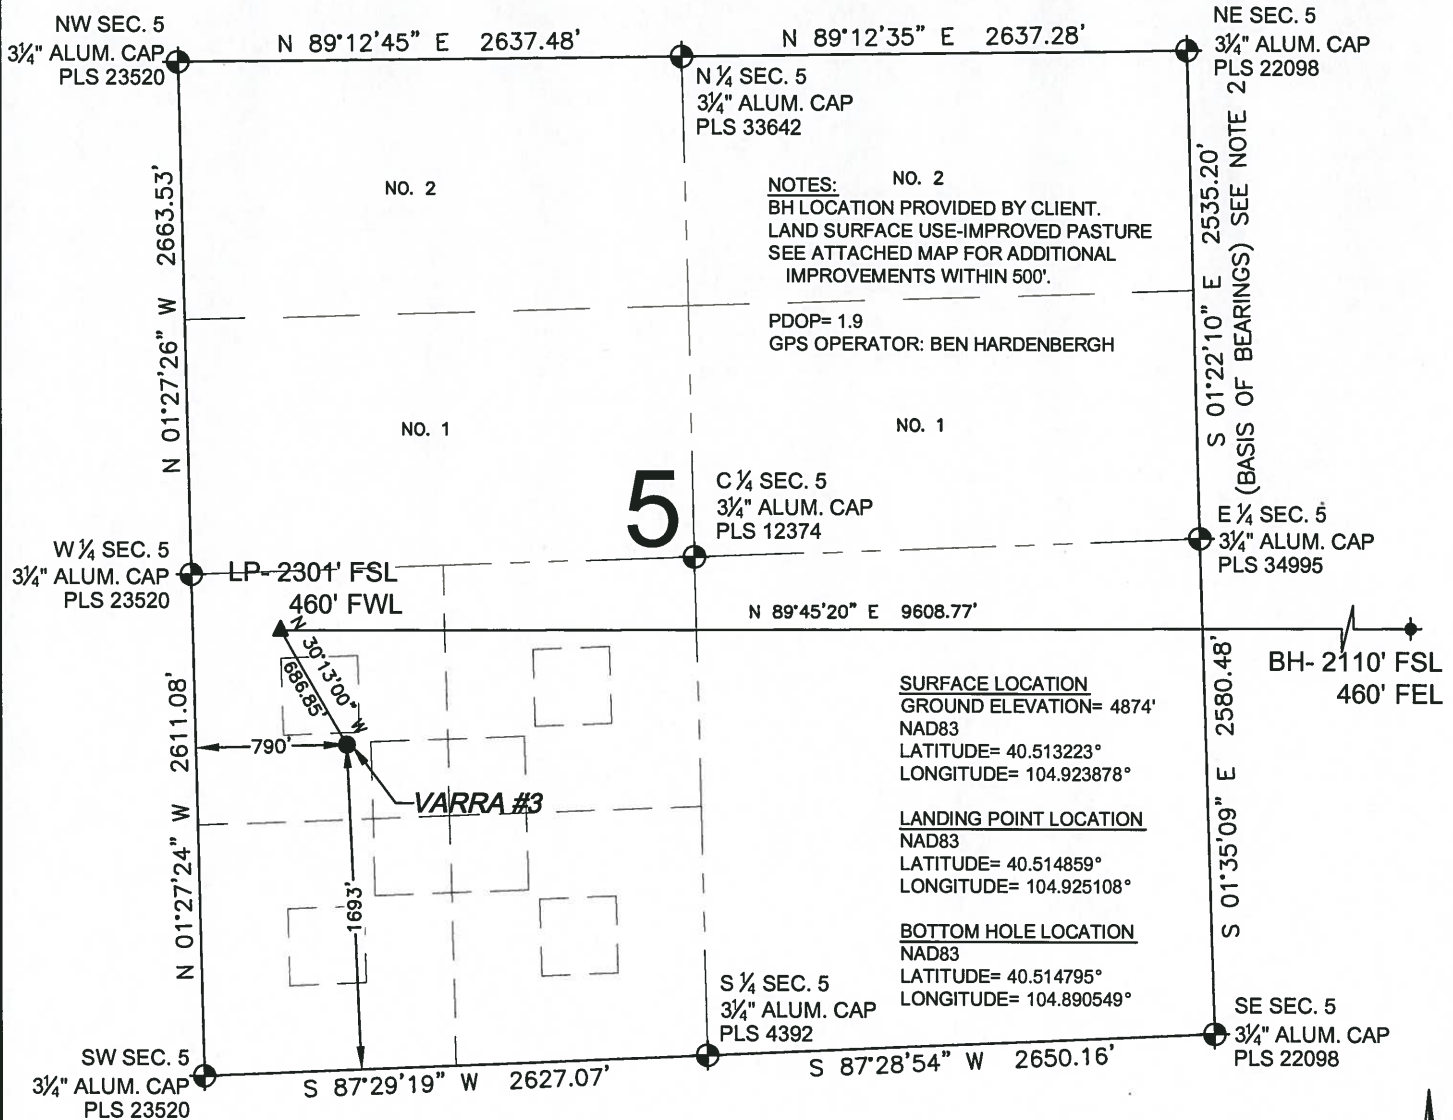 NW SEC. 5
3¼" ALUM. CAP
PLS 23520
N 89°12'45" E 2637.48'
N 89°12'35" E 2637.28'
NE SEC. 5
3¼" ALUM. CAP
PLS 22098
N ¼ SEC. 5
3¼" ALUM. CAP
PLS 33642
N 01°27'26" W 2663.53'
NO. 2
NO. 2
NOTES:
BH LOCATION PROVIDED BY CLIENT.
LAND SURFACE USE-IMPROVED PASTURE
SEE ATTACHED MAP FOR ADDITIONAL
IMPROVEMENTS WITHIN 500'.
PDOP= 1.9
GPS OPERATOR: BEN HARDENBERGH
S 01°22'10" E 2535.20'
(BASIS OF BEARINGS) SEE NOTE 2
NO. 1
NO. 1
5
C ¼ SEC. 5
3¼" ALUM. CAP
PLS 12374
E ¼ SEC. 5
3¼" ALUM. CAP
PLS 34995
W ¼ SEC. 5
3¼" ALUM. CAP
PLS 23520
LP- 2301' FSL
460' FWL
N 89°45'20" E 9608.77'
BH- 2110' FSL
460' FEL
N 30°13'00" W
686.85'
790'
VARRA #3
1693'
N 01°27'24" W 2611.08'
SURFACE LOCATION
GROUND ELEVATION= 4874'
NAD83
LATITUDE= 40.513223°
LONGITUDE= 104.923878°
LANDING POINT LOCATION
NAD83
LATITUDE= 40.514859°
LONGITUDE= 104.925108°
BOTTOM HOLE LOCATION
NAD83
LATITUDE= 40.514795°
LONGITUDE= 104.890549°
S 01°35'09" E 2580.48'
S ¼ SEC. 5
3¼" ALUM. CAP
PLS 4392
SE SEC. 5
3¼" ALUM. CAP
PLS 22098
SW SEC. 5
3¼" ALUM. CAP
PLS 23520
S 87°29'19" W 2627.07'
S 87°28'54" W 2650.16'